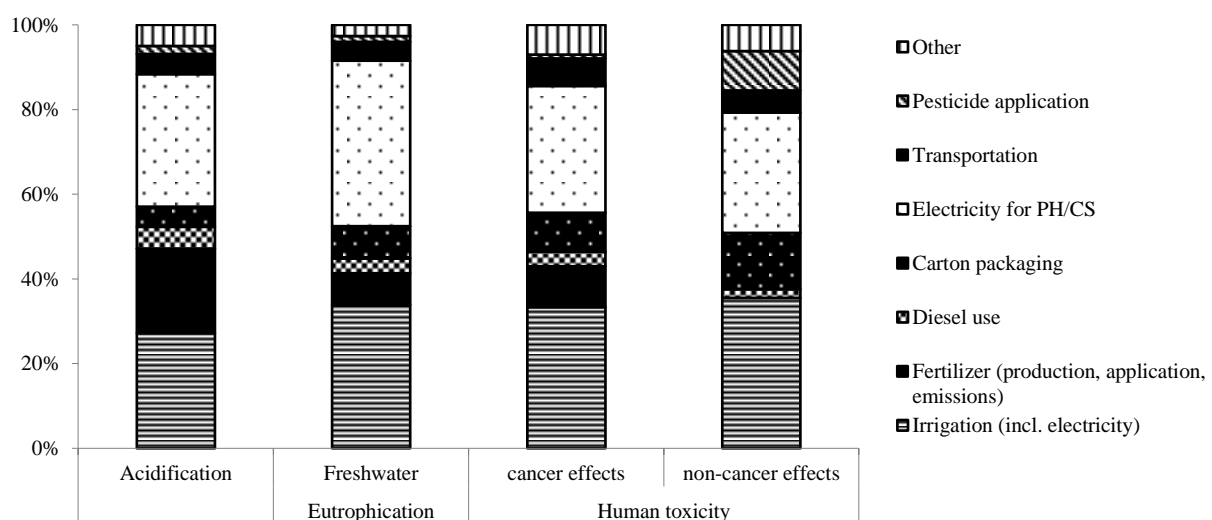 100%
80%
60%
40%
20%
0%
Acidification
Freshwater
cancer effects
non-cancer effects
Eutrophication
Human toxicity
Other
Pesticide application
Transportation
Electricity for PH/CS
Carton packaging
Diesel use
Fertilizer (production, application,
emissions)
Irrigation (incl. electricity)